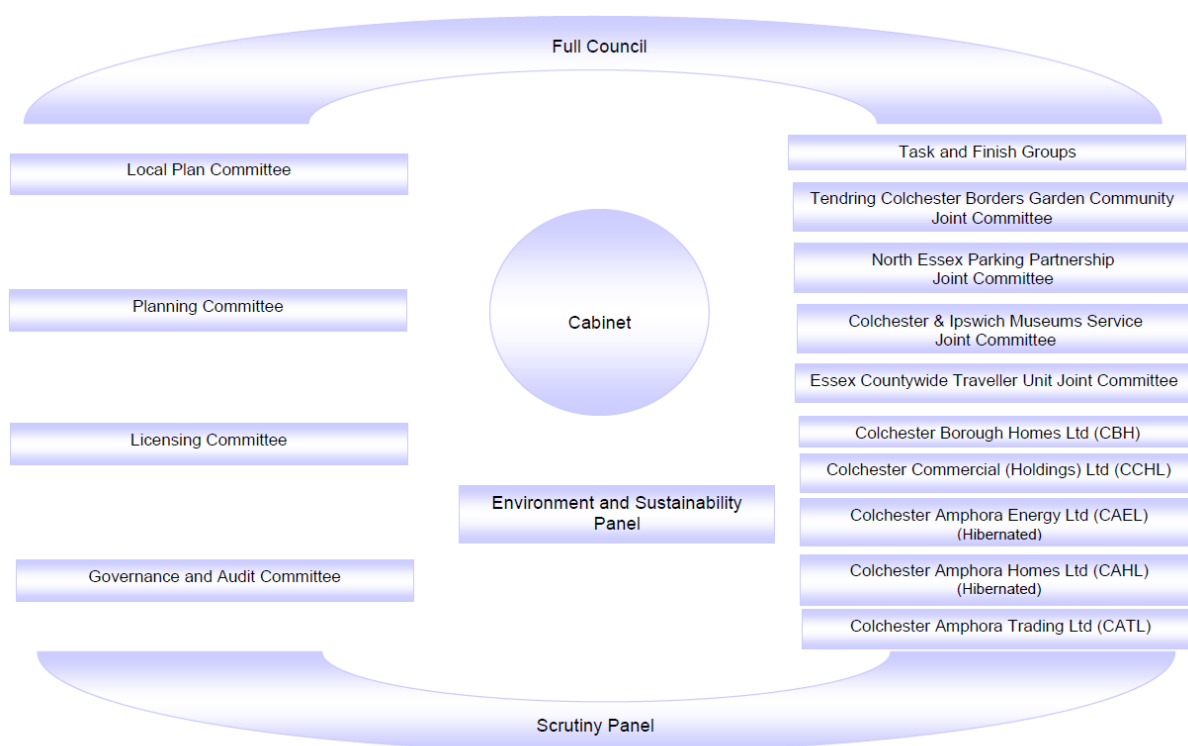 Full Council
Local Plan Committee
Planning Committee
Licensing Committee
Governance and Audit Committee
Cabinet
Environment and Sustainability
Panel
Task and Finish Groups
Tendring Colchester Borders Garden Community
Joint Committee
North Essex Parking Partnership
Joint Committee
Colchester & Ipswich Museums Service
Joint Committee
Essex Countywide Traveller Unit Joint Committee
Colchester Borough Homes Ltd (CBH)
Colchester Commercial (Holdings) Ltd (CCHL)
Colchester Amphora Energy Ltd (CAEL)
(Hibernated)
Colchester Amphora Homes Ltd (CAHL)
(Hibernated)
Colchester Amphora Trading Ltd (CATL)
Scrutiny Panel